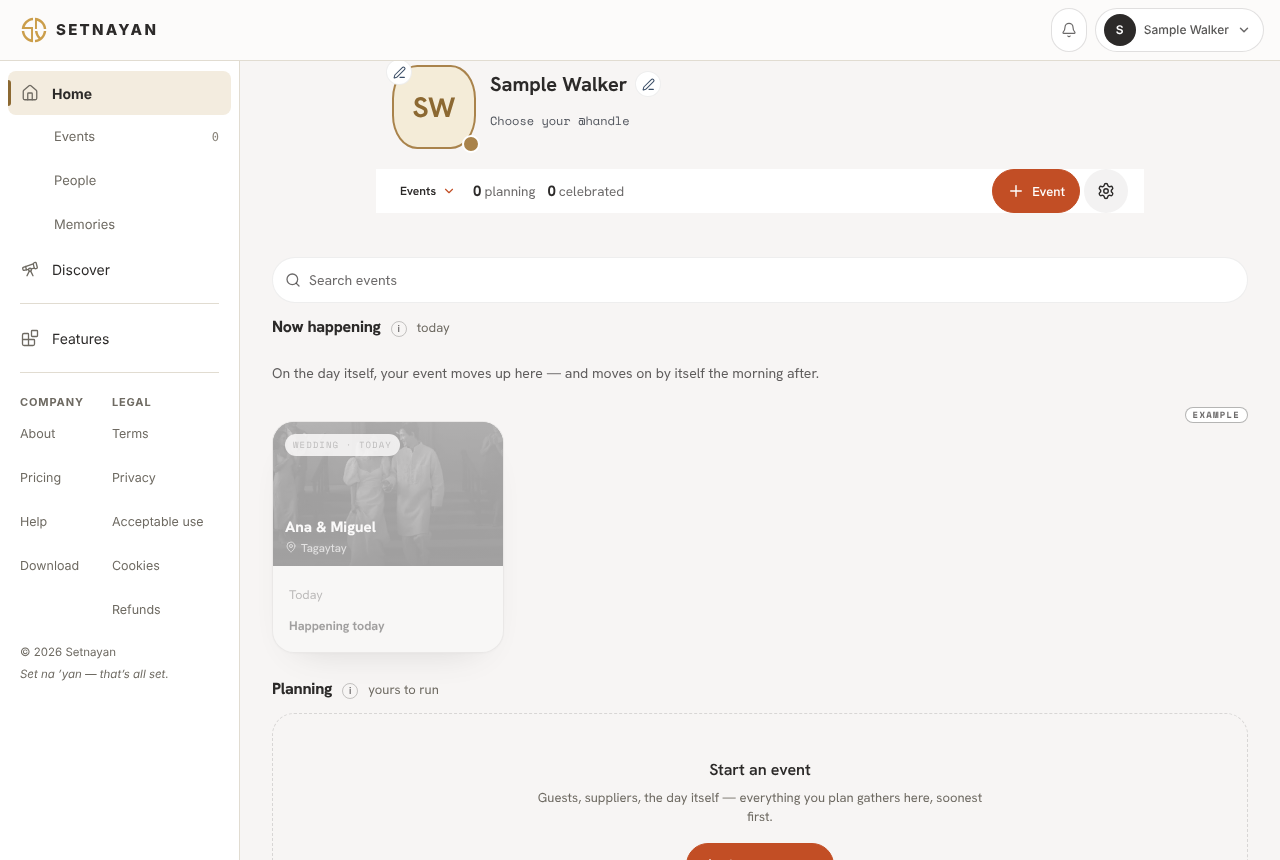 SETNAYAN
S
Sample Walker
Home
Events
0
People
Memories
Discover
Features
COMPANY
LEGAL
About
Terms
Pricing
Privacy
Help
Acceptable use
Download
Cookies
Refunds
© 2026 Setnayan
Set na 'yan — that's all set.
SW
Sample Walker
Choose your @handle
Events
0 planning
0 celebrated
Event
Search events
Now happening
i
today
On the day itself, your event moves up here — and moves on by itself the morning after.
EXAMPLE
WEDDING · TODAY
Ana & Miguel
Tagaytay
Today
Happening today
Planning
i
yours to run
Start an event
Guests, suppliers, the day itself — everything you plan gathers here, soonest
first.